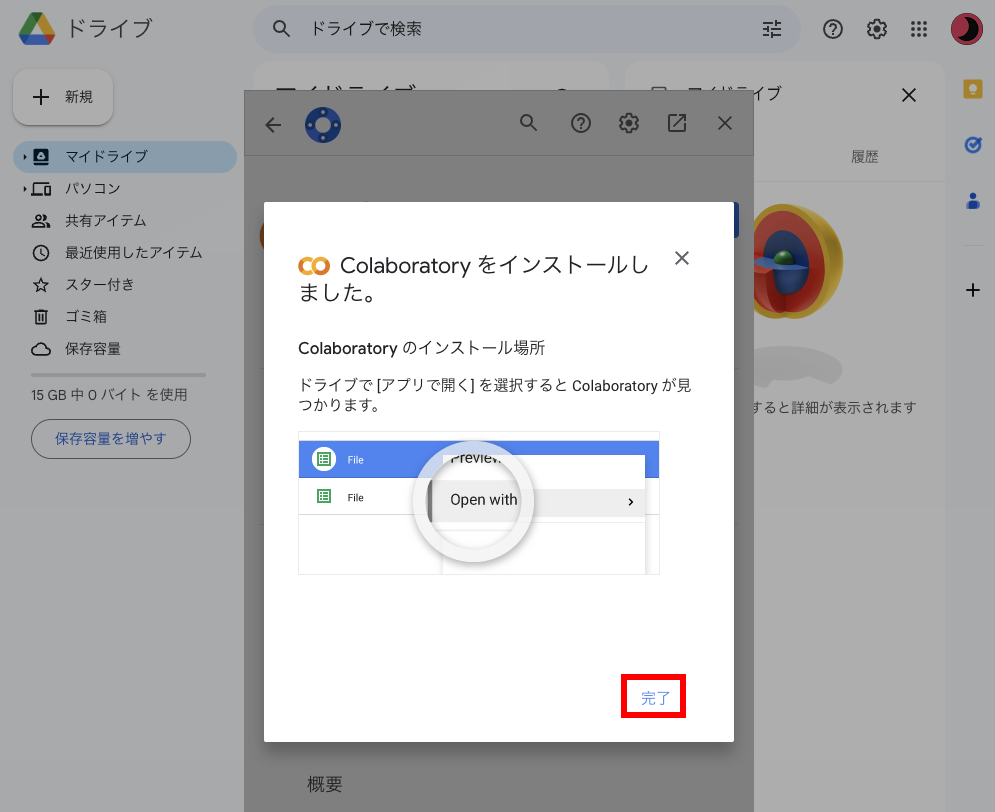 ドライブ
ドライブで検索
新規
マイドライブ
パソコン
共有アイテム
最近使用したアイテム
スター付き
ゴミ箱
保存容量
15 GB 中 0 バイト を使用
保存容量を増やす
マイドライブ
マイドライブ
履歴
すると詳細が表示されます
Colaboratory をインストールし
ました。
Colaboratory のインストール場所
ドライブで [アプリで開く] を選択すると Colaboratory が見
つかります。
File
Preview
File
Open with
完了
概要